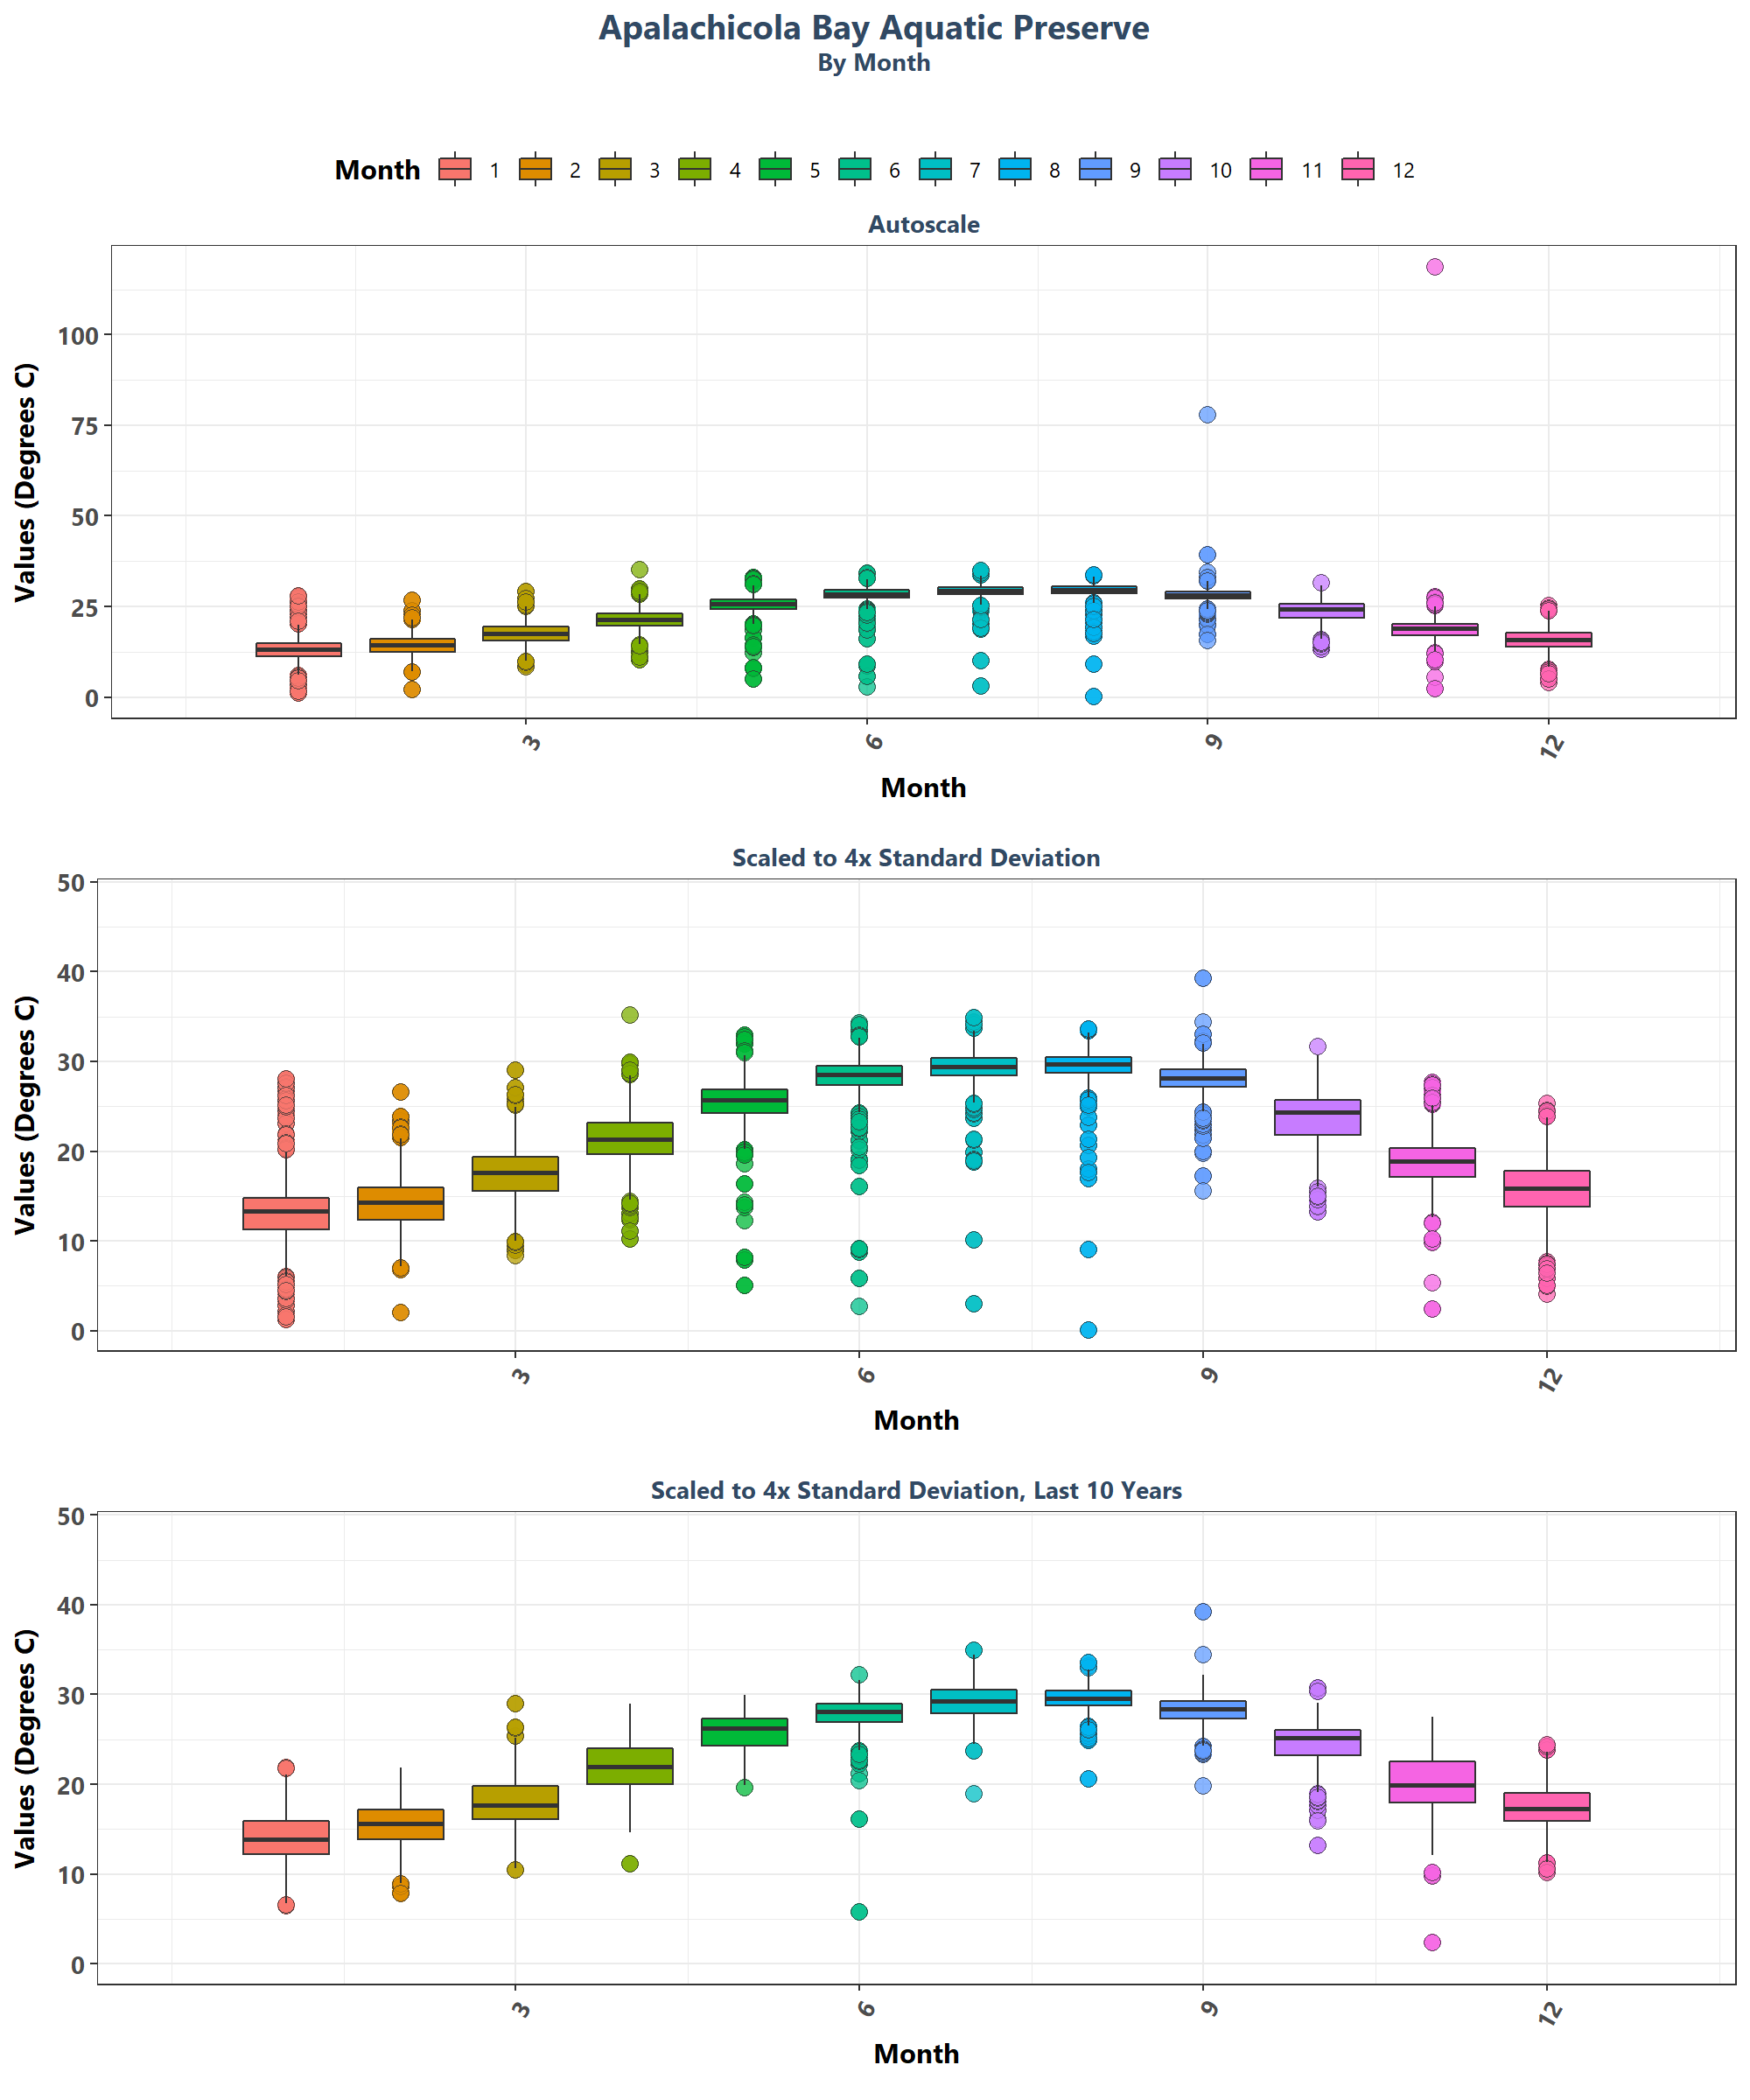 Apalachicola Bay Aquatic Preserve
By Month
Month 1 2 3 4 5 6 7 8 9 10 11 12
Autoscale
Values (Degrees C)
100
75
50
25
0
3 6 9 12
Month
Scaled to 4x Standard Deviation
Values (Degrees C)
50
40
30
20
10
0
3 6 9 12
Month
Scaled to 4x Standard Deviation, Last 10 Years
Values (Degrees C)
50
40
30
20
10
0
3 6 9 12
Month